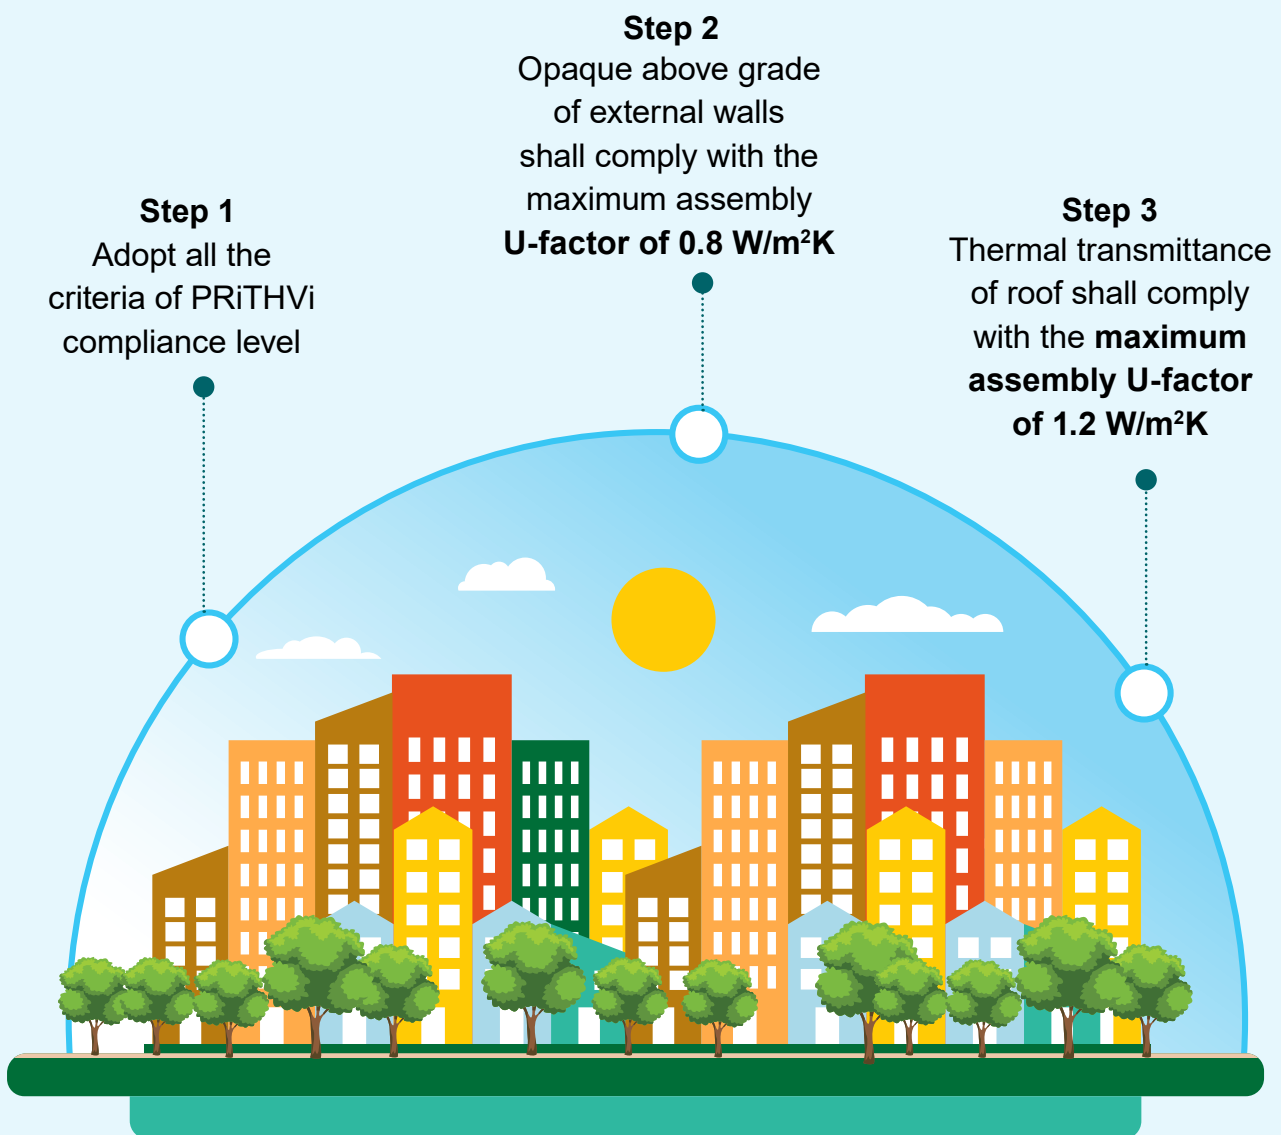 Step 1
Adopt all the
criteria of PRiTHVi
compliance level
Step 2
Opaque above grade
of external walls
shall comply with the
maximum assembly
U-factor of 0.8 W/m²K
Step 3
Thermal transmittance
of roof shall comply
with the maximum
assembly U-factor
of 1.2 W/m²K